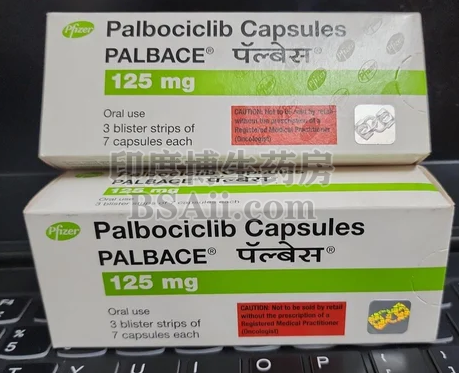 Pfizer
Palbociclib Capsules
PALBACE® पॅल्बेस®
125 mg
Oral use
3 blister strips of
7 capsules each
CAUTION: Not to be sold by retail
without the prescription of a
Registered Medical Practitioner
(Oncologist)
印度博生药房
BSAii.com
PALBACE® पॅल्बेस®
125 mg
Oral use
3 blister strips of 7 capsules each
Pfizer
Palbociclib Capsules
PALBACE® पॅल्बेस®
125 mg
Oral use
3 blister strips of
7 capsules each
CAUTION: Not to be sold by retail
without the prescription of a
Registered Medical Practitioner
(Oncologist)
5
Y
U
I
O
P